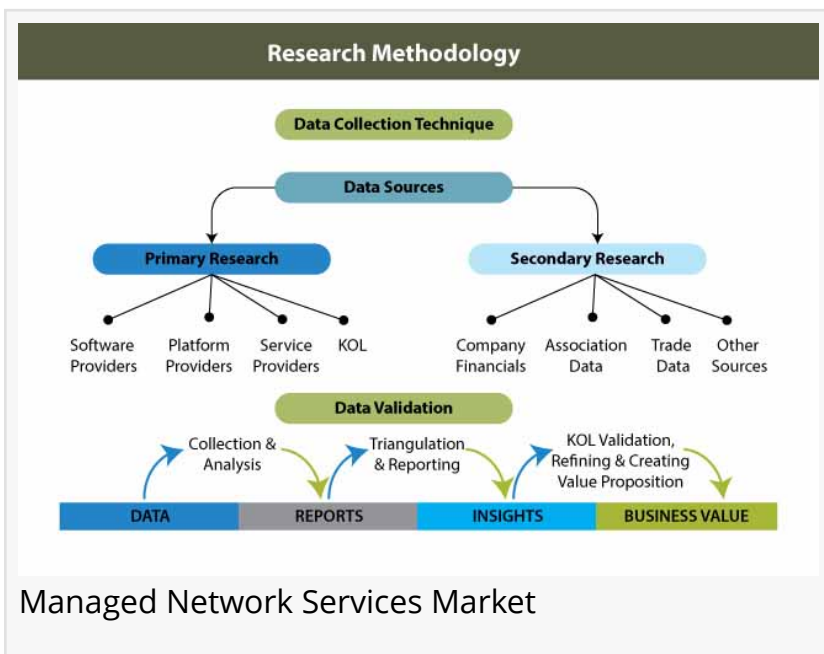 Research Methodology
Data Collection Technique
Data Sources
Primary Research
Secondary Research
Software
Providers
Platform
Providers
Service
Providers
KOL
Company
Financials
Association
Data
Trade
Data
Other
Sources
Data Validation
Collection &
Analysis
Triangulation
& Reporting
KOL Validation,
Refining & Creating
Value Proposition
DATA
REPORTS
INSIGHTS
BUSINESS VALUE
Managed Network Services Market